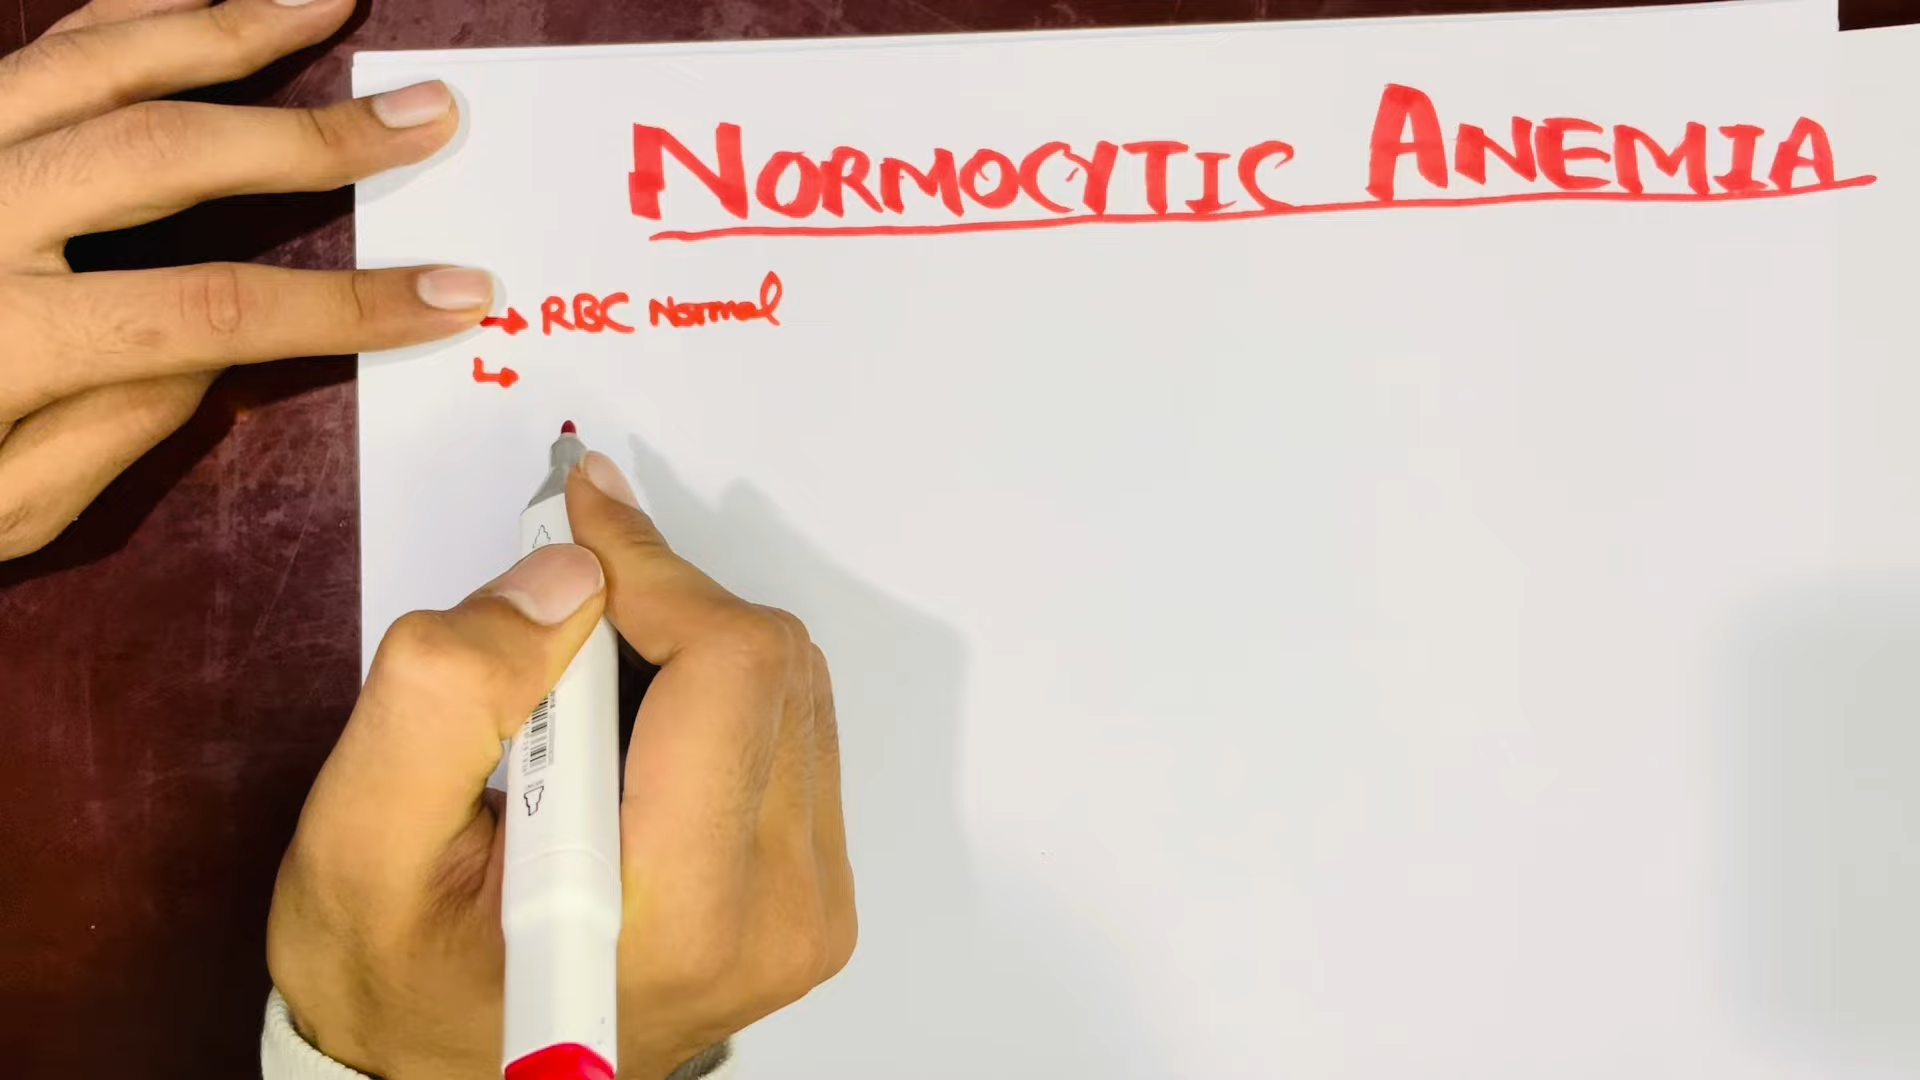 NORMOCYTIC ANEMIA
→ RBC Normal
↳